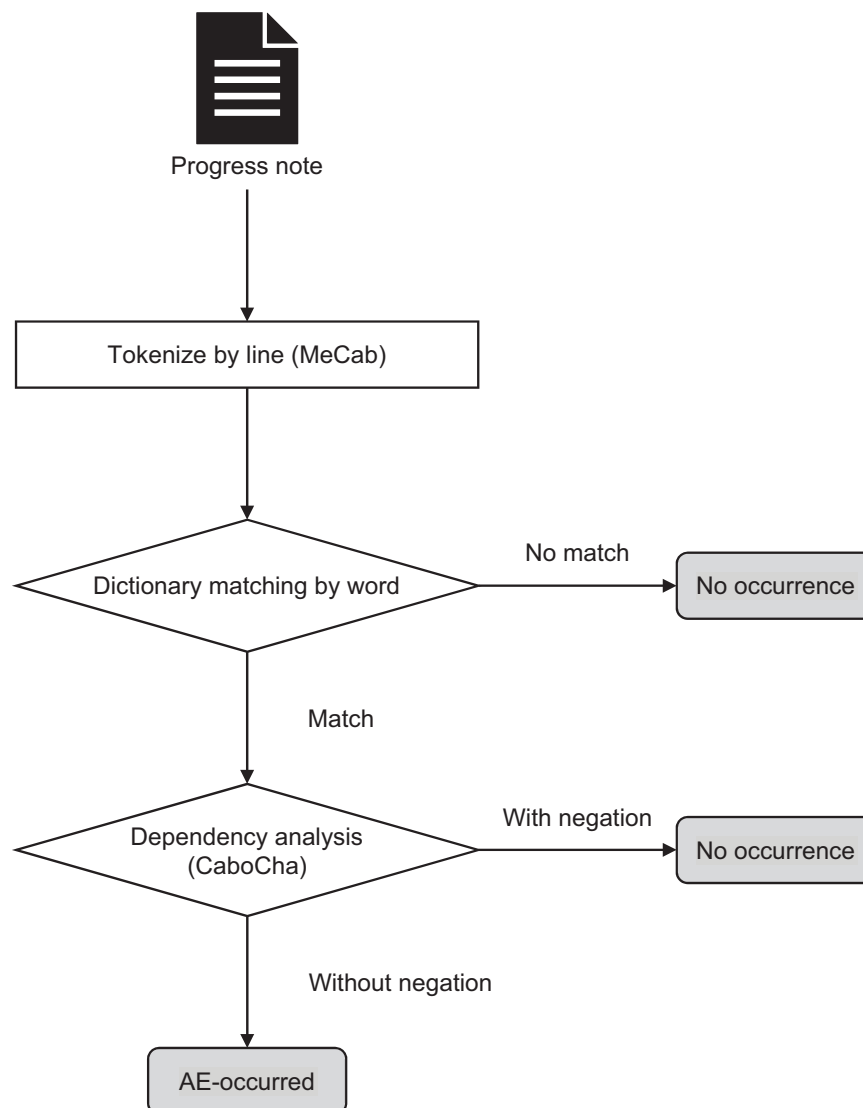 Progress note
Tokenize by line (MeCab)
Dictionary matching by word
No match
No occurrence
Match
Dependency analysis
(CaboCha)
With negation
No occurrence
Without negation
AE-occurred